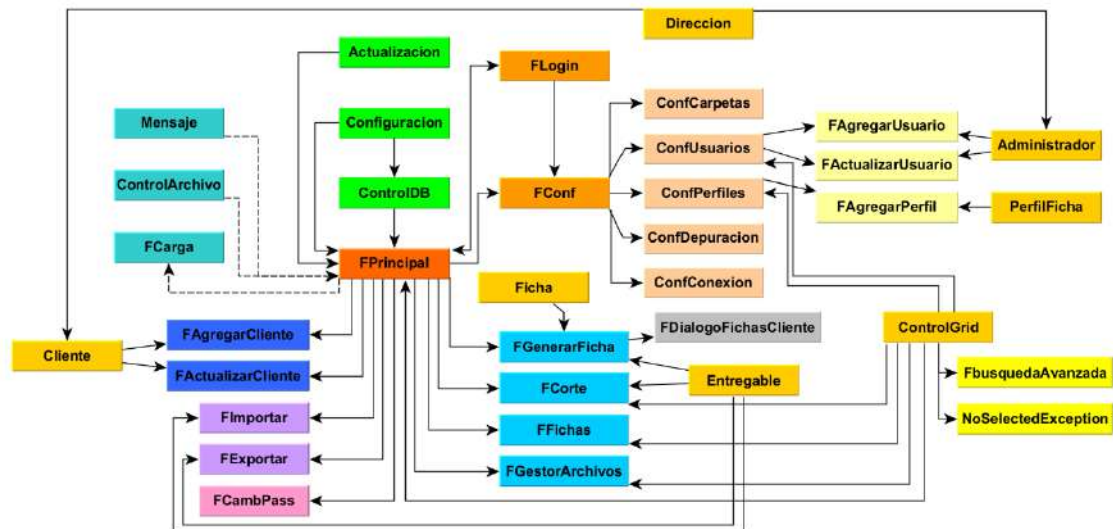 Direccion
Actualizacion
FLogin
Mensaje
Configuracion
ConfCarpetas
FAgregarUsuario
ConfUsuarios
Administrador
FActualizarUsuario
ControlArchivo
ControlDB
FConf
ConfPerfiles
FAgregarPerfil
PerfilFicha
FCarga
FPrincipal
ConfDepuracion
Ficha
ConfConexion
FAgregarCliente
FDialogoFichasCliente
ControlGrid
Cliente
FGenerarFicha
FActualizarCliente
FCorte
Entregable
FbusquedaAvanzada
FImportar
FFichas
NoSelectedException
FExportar
FGestorArchivos
FCambPass